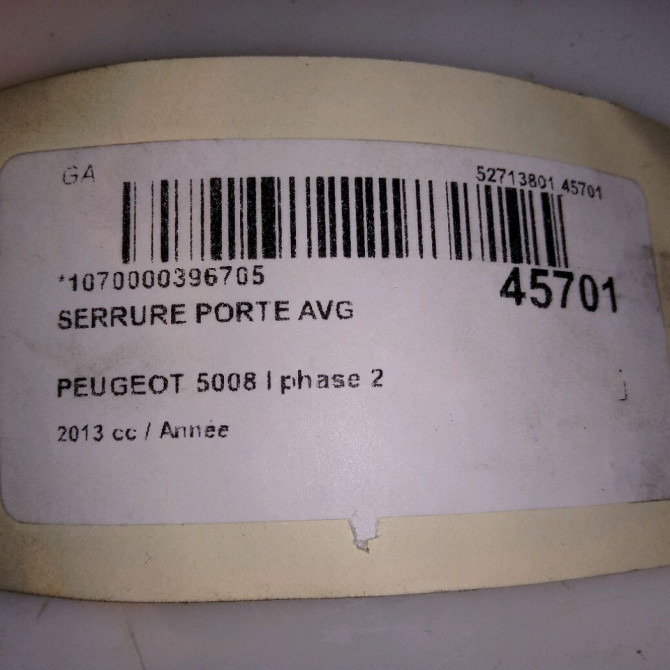 GA
52713801 45701
*1070000396705
45701
SERRURE PORTE AVG
PEUGEOT 5008 I phase 2
2013 cc / Année